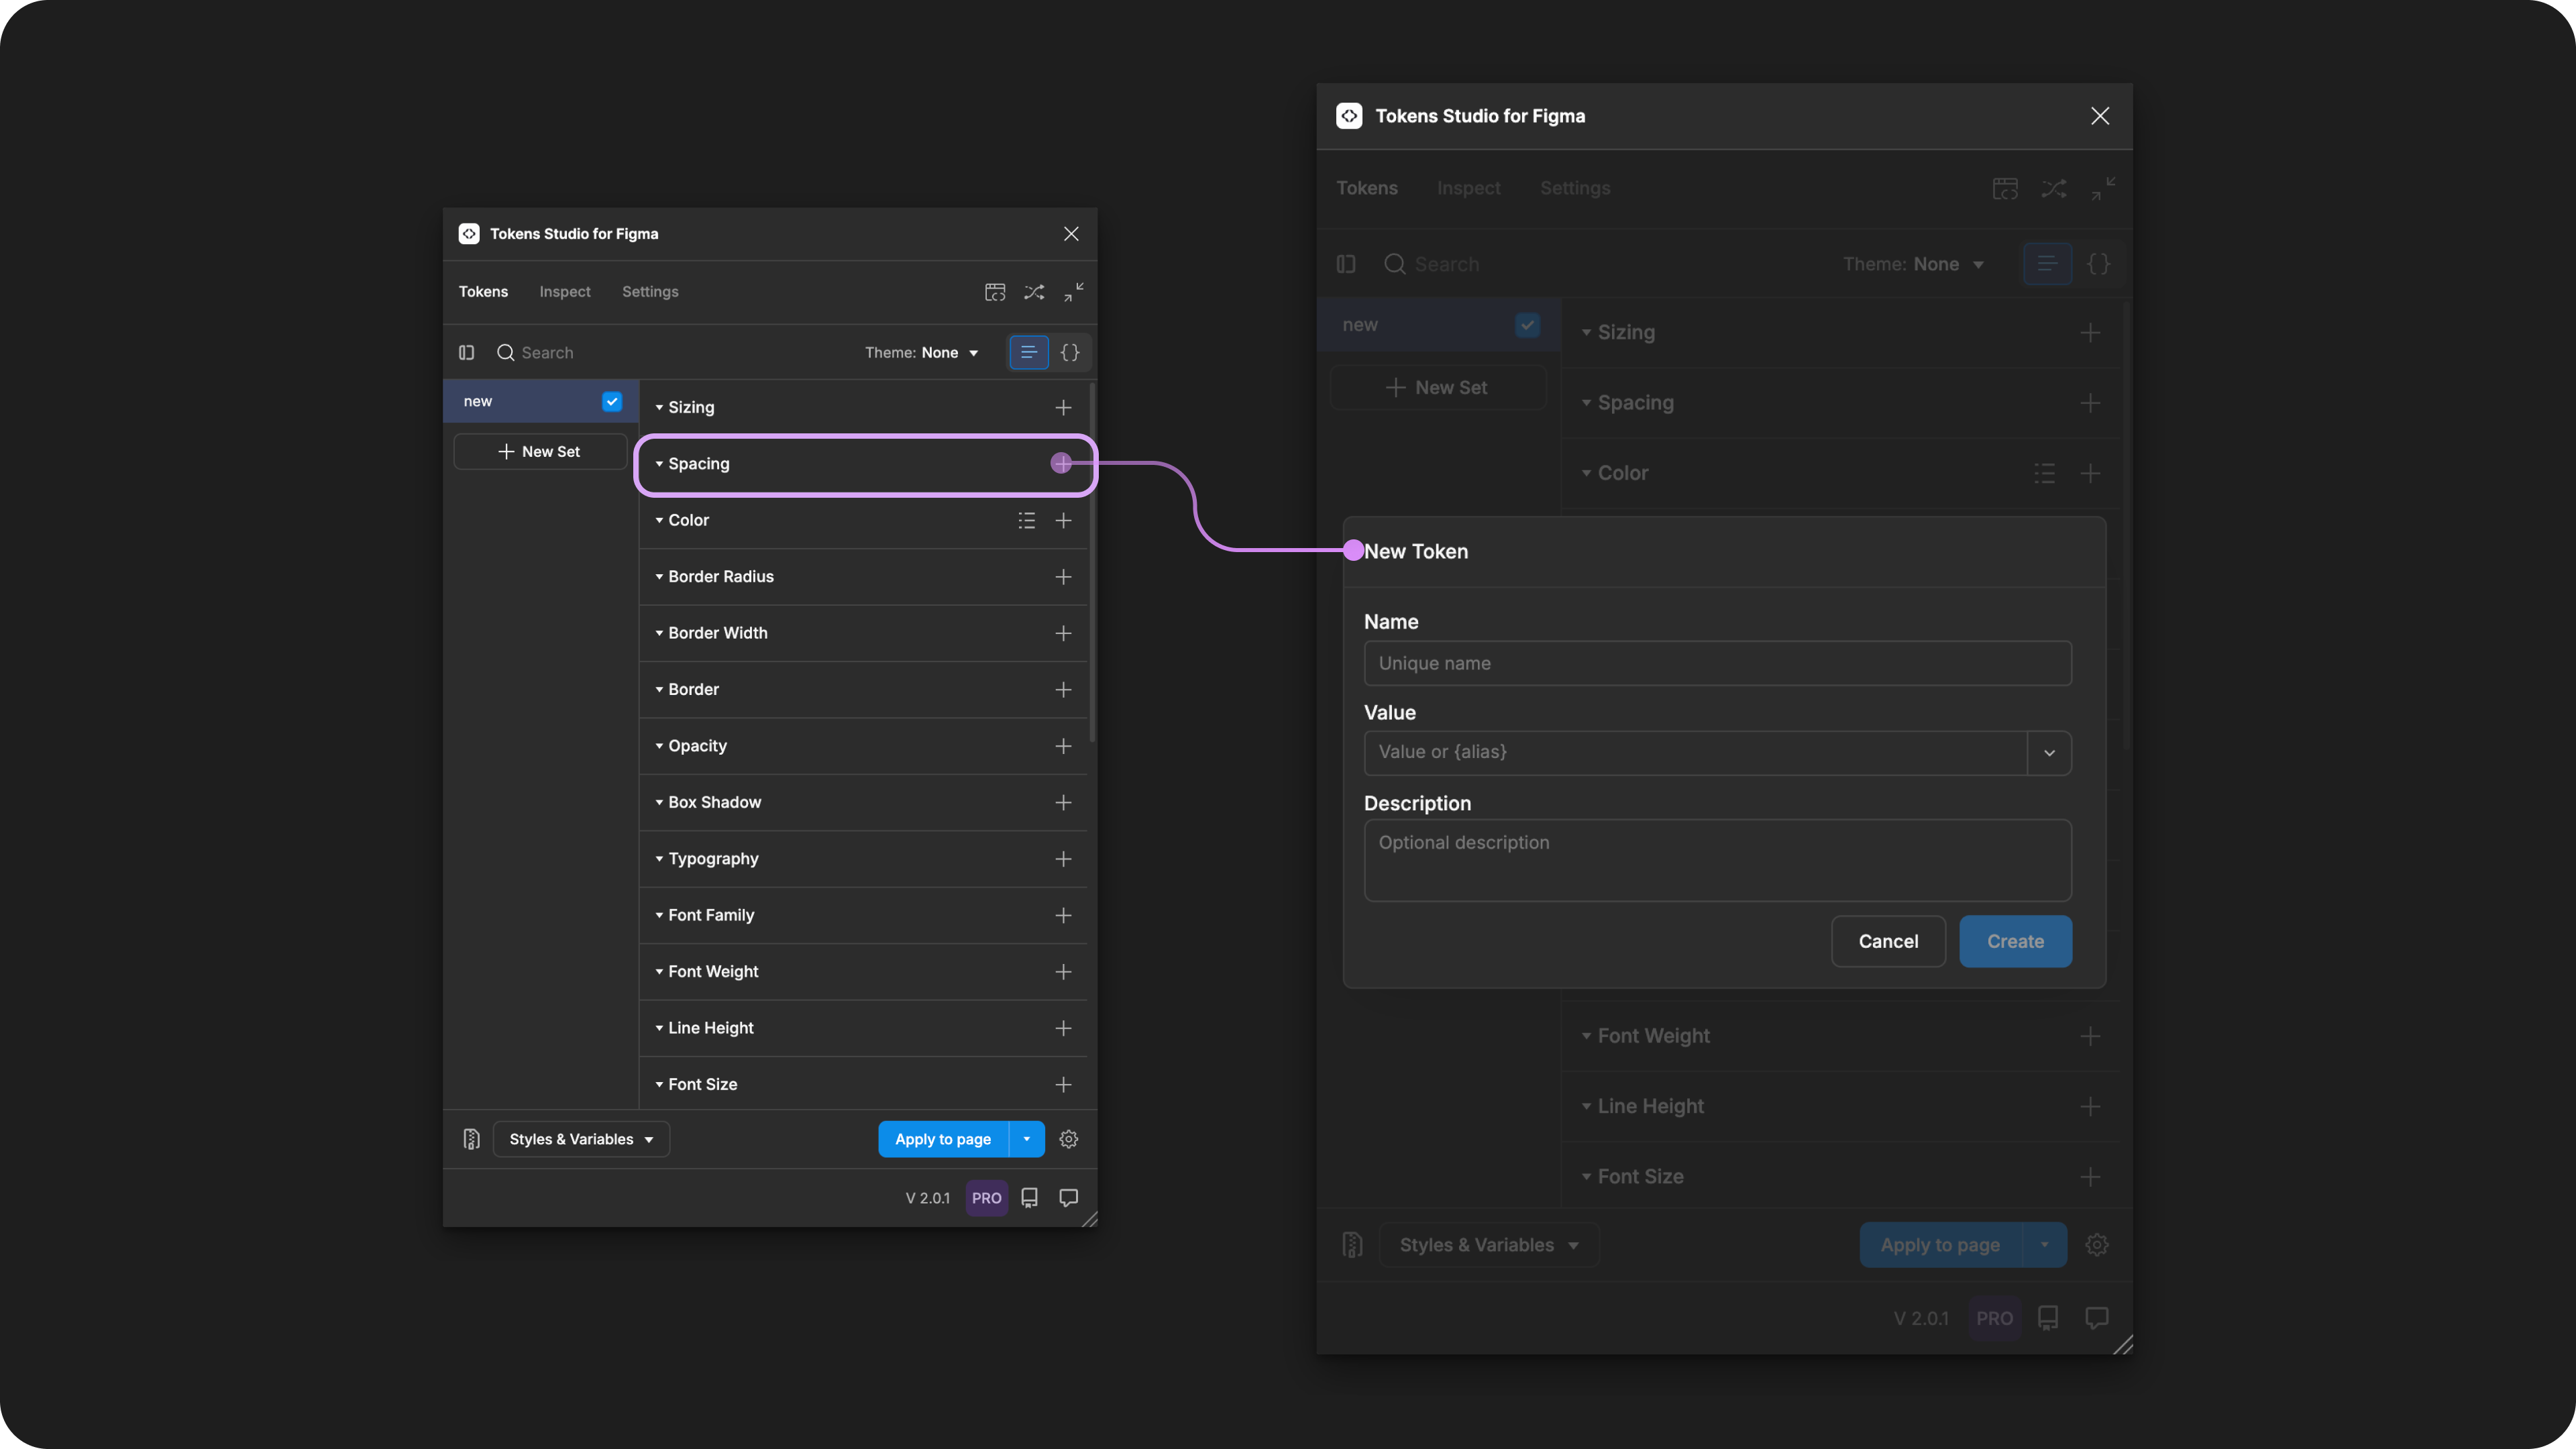 Tokens Studio for Figma
Tokens Inspect Settings
Search Theme: None {}
new
New Set
Sizing
Spacing
Color
Border Radius
Border Width
Border
Opacity
Box Shadow
Typography
Font Family
Font Weight
Line Height
Font Size
Styles & Variables Apply to page
V 2.0.1 PRO
Tokens Studio for Figma
Tokens Inspect Settings
Search Theme: None {}
new
New Set
Sizing
Spacing
Color
New Token
Name
Unique name
Value
Value or {alias}
Description
Optional description
Cancel Create
Font Weight
Line Height
Font Size
Styles & Variables Apply to page
V 2.0.1 PRO